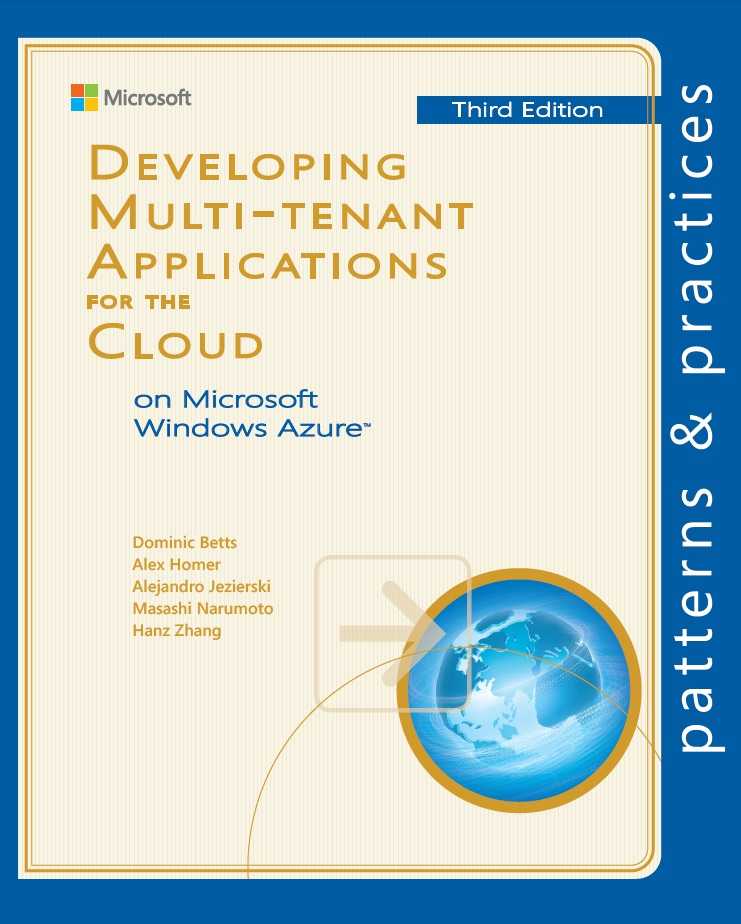 Microsoft
Third Edition
DEVELOPING
MULTI-TENANT
APPLICATIONS
FOR THE
CLOUD
on Microsoft
Windows Azure™
Dominic Betts
Alex Homer
Alejandro Jezierski
Masashi Narumoto
Hanz Zhang
patterns & practices